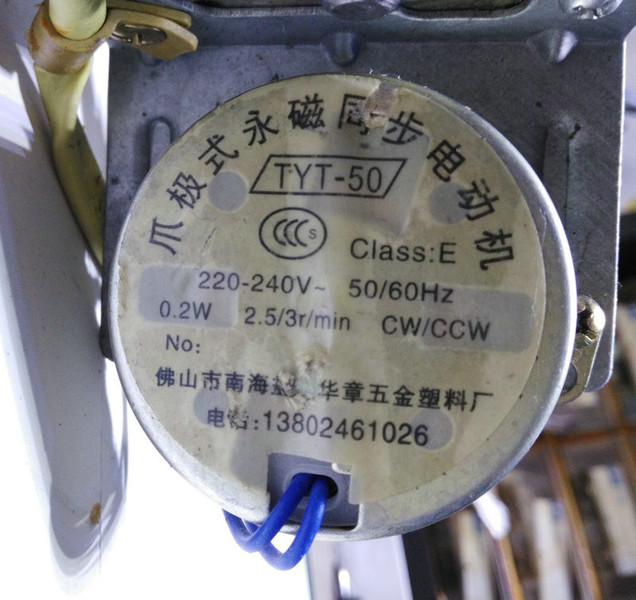 爪极式永磁同步电动机
TYT-50
CCC S
Class:E
220-240V~ 50/60Hz
0.2W 2.5/3r/min CW/CCW
No:
佛山市南海 华章五金塑料厂
电话:13802461026